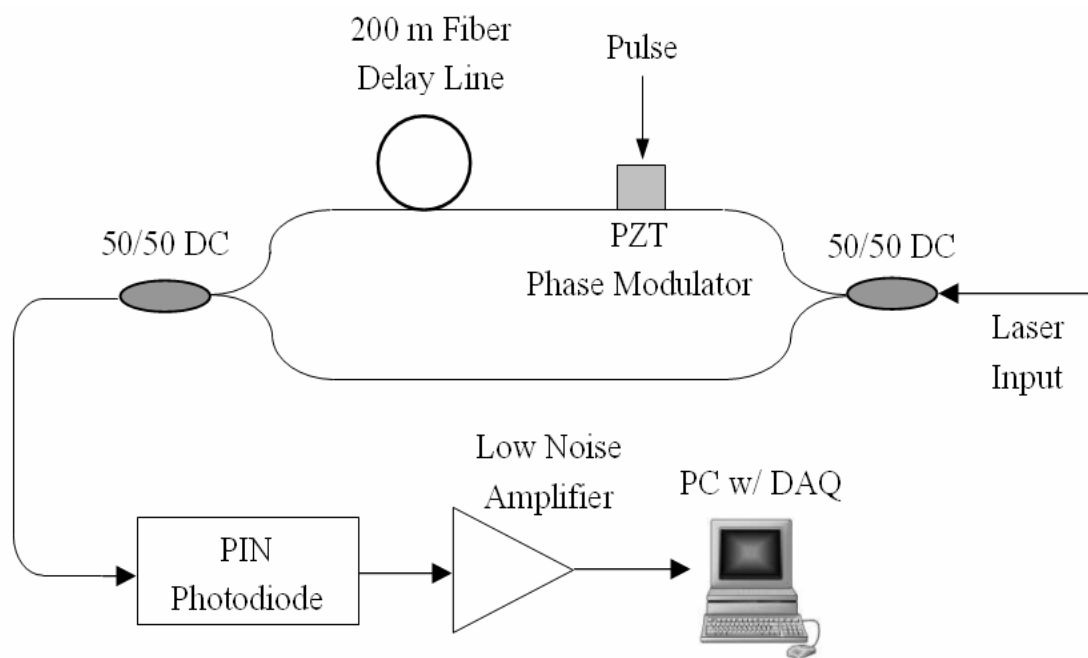 200 m Fiber
Delay Line
Pulse
50/50 DC
PZT
Phase Modulator
50/50 DC
Laser
Input
Low Noise
Amplifier
PC w/ DAQ
PIN
Photodiode